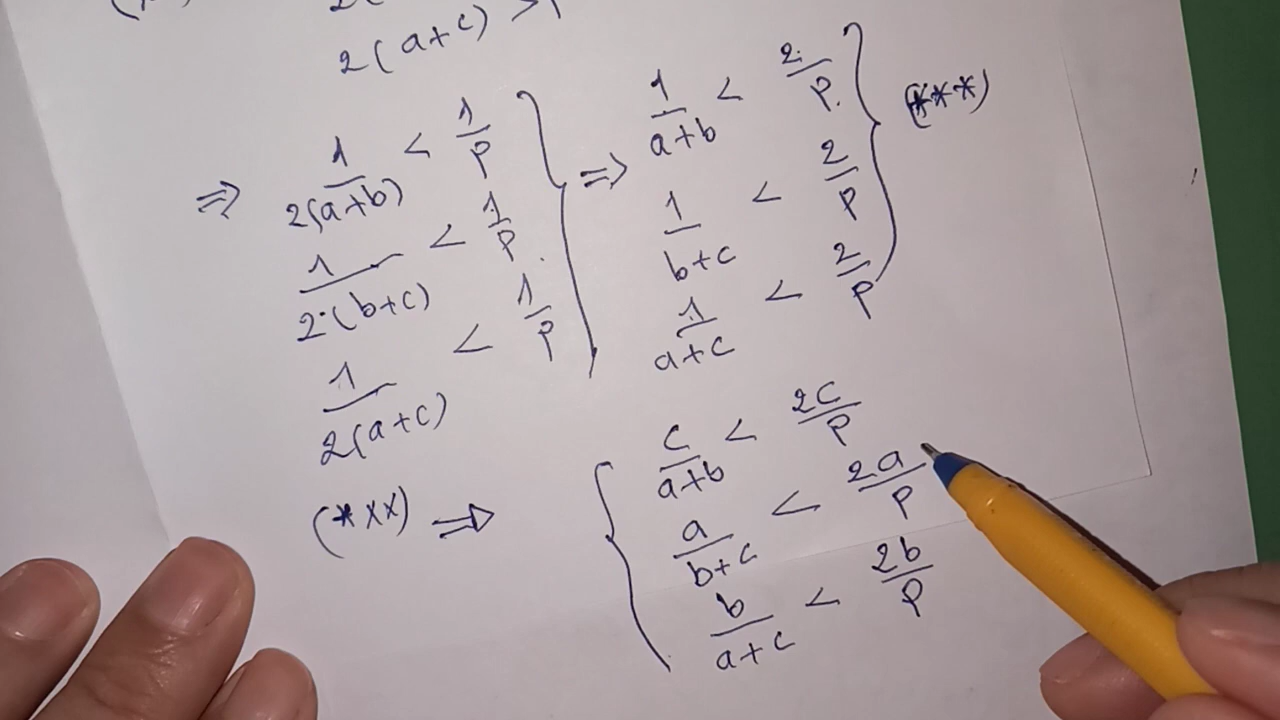 2(a+c) > p
⇒ 1/2(a+b) < 1/p } ⇒ 1/a+b < 2/p } (***)
1/2·(b+c) < 1/p 1/b+c < 2/p
1/2(a+c) < 1/p 1/a+c < 2/p
(***) ⇒ { c/a+b < 2c/p
a/b+c < 2a/p
b/a+c < 2b/p